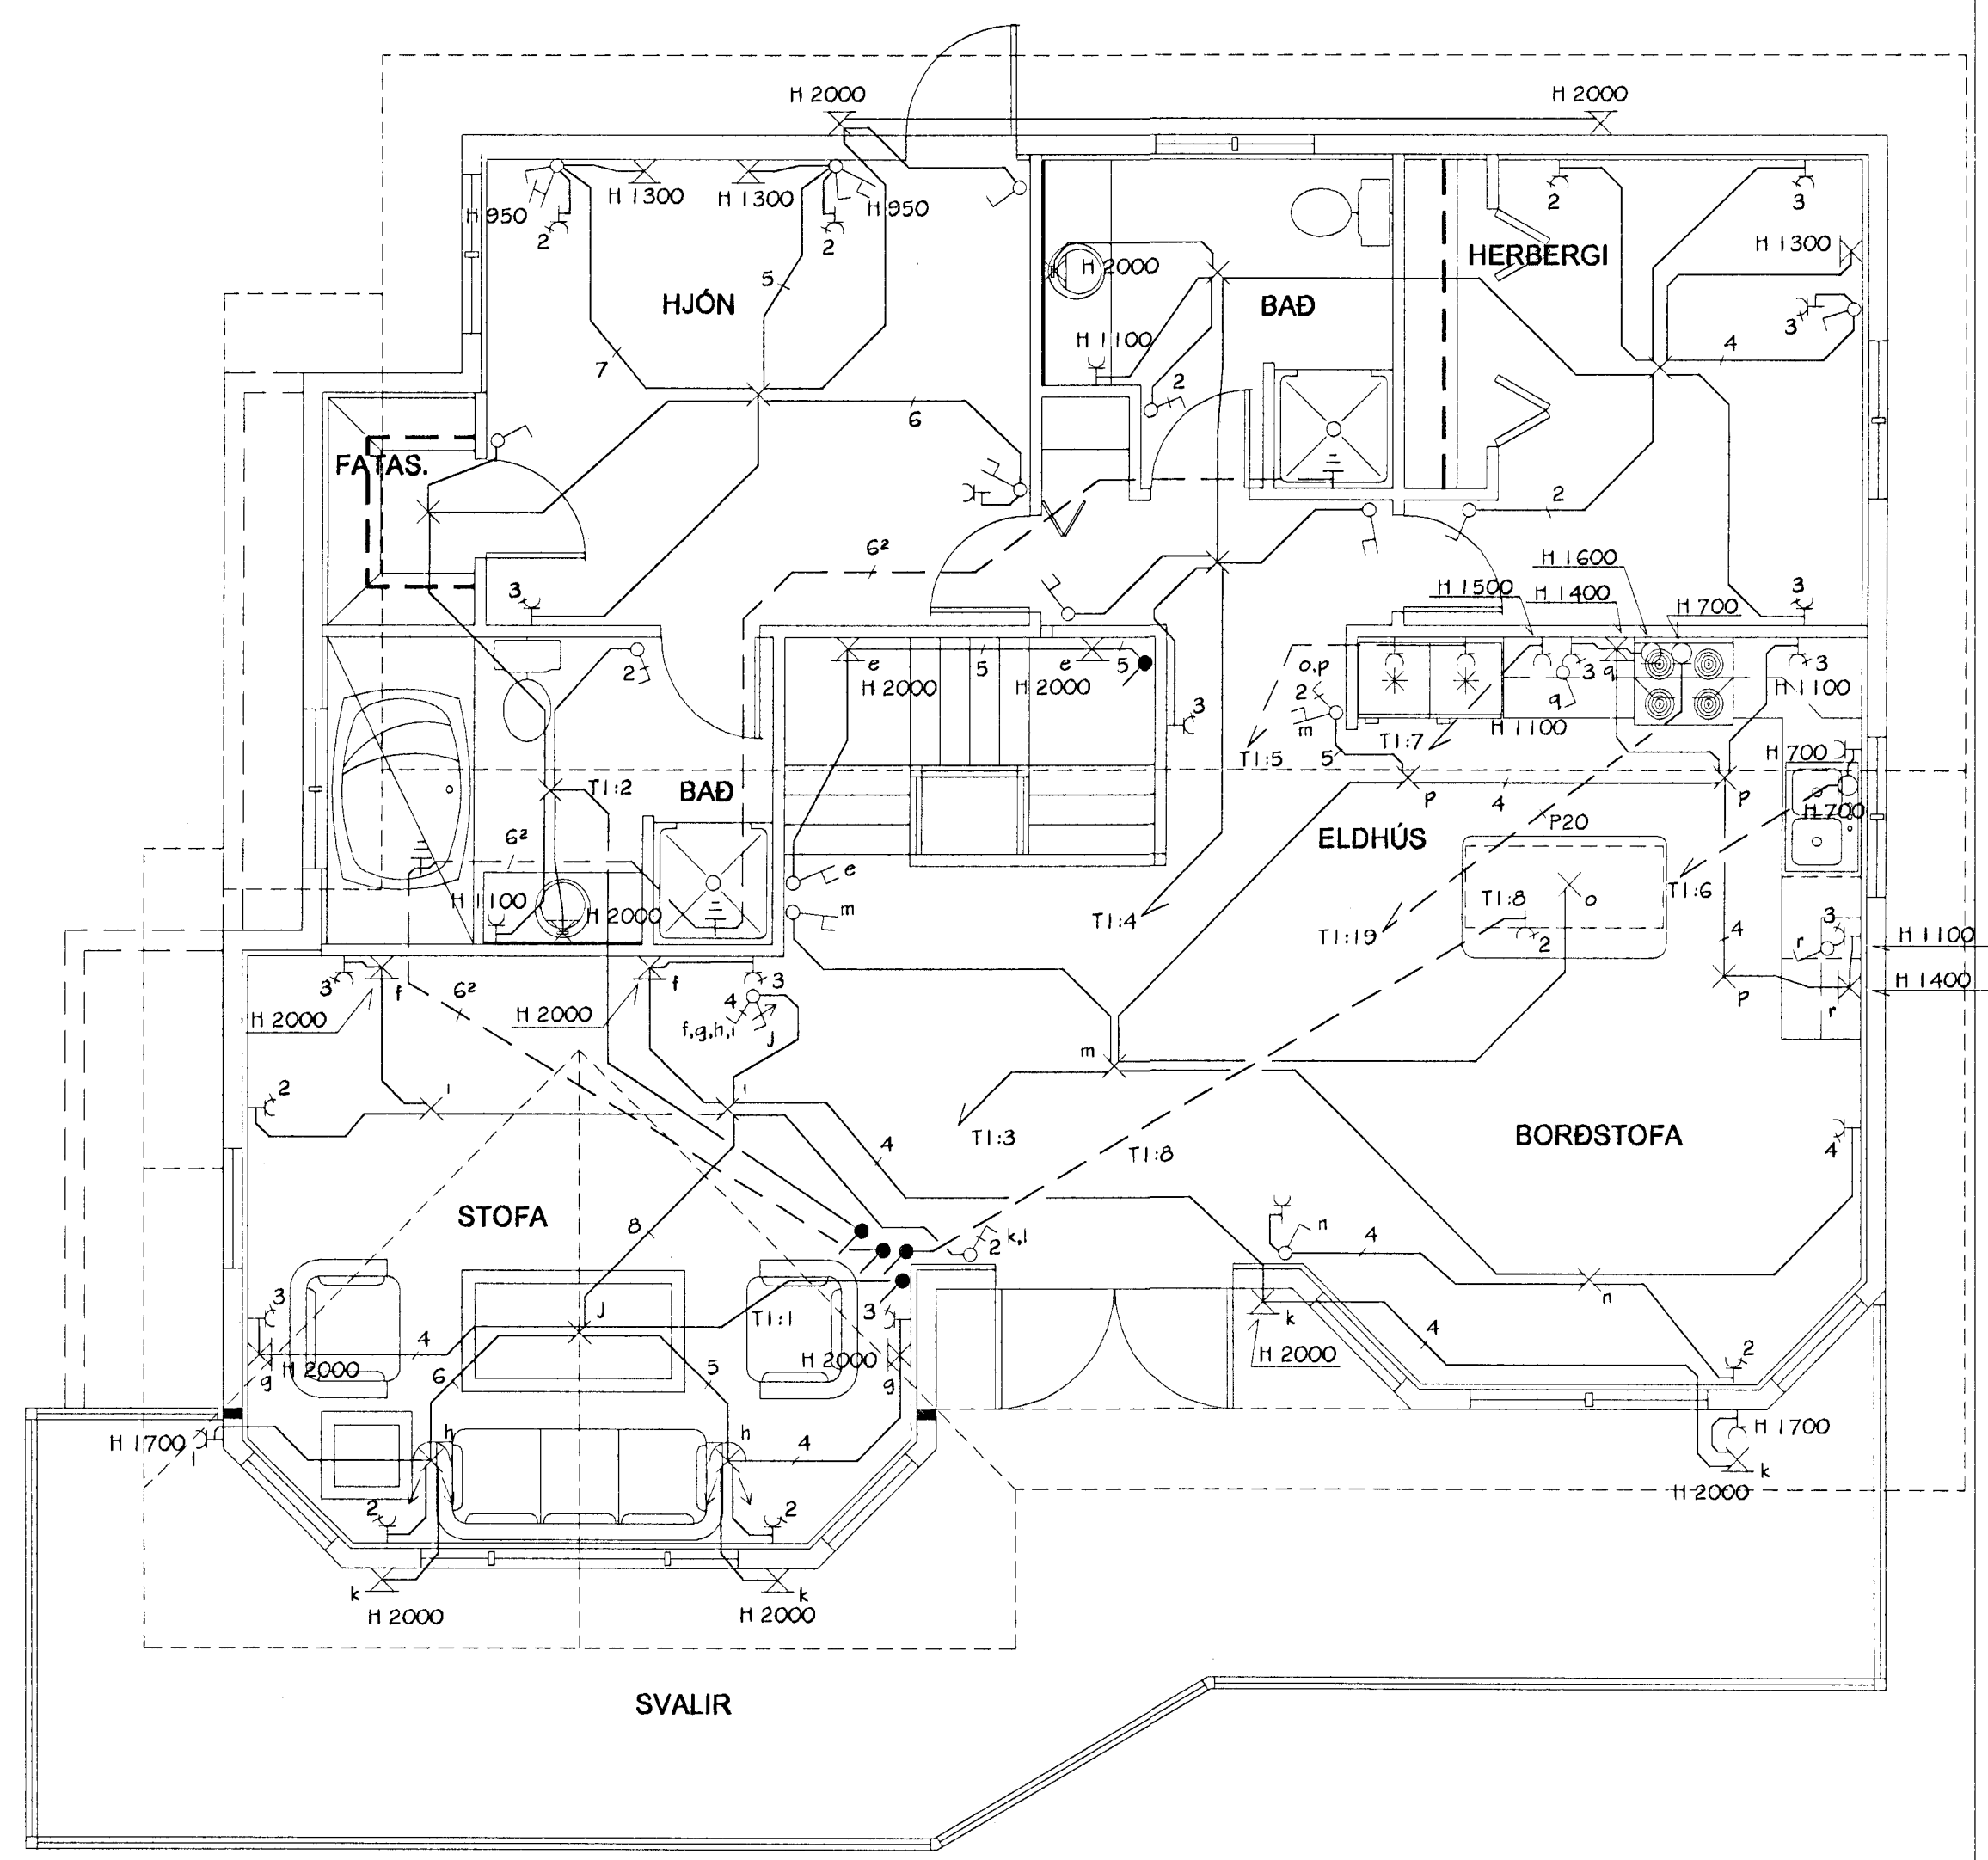 H 2000
H 2000
H 1300
H 1300
H 950
H 950
2
2
2
3
H 1300
H 2000
HERBERGI
HJÓN
BAÐ
5
3
H 1100
4
7
2
6
FATAS.
2
6²
H 1600
3
H 1500
H 1400
H 700
3
e
5
e
5
o,p
3
q
3
2
H 2000
H 2000
2
q
H 1100
3
m
T1:7
H 1100
T1:5
5
H 700
T1:2
BAÐ
p
4
p
H 700
P20
ELDHÚS
6²
e
T1:8
o
T1:6
H 1100
H 2000
m
T1:4
3
T1:19
2
4
r
H 1100
3
f
f
3
p
H 1400
6²
4
r
H 2000
H 2000
f,g,h,i
j
m
2
i
i
T1:3
4
T1:8
BORÐSTOFA
4
STOFA
8
k,l
2
n
4
3
j
T1:1
3
n
k
4
4
H 2000
H 2000
H 2000
2
g
6
5
g
H 1700
h
h
4
H 1700
l
k
2
2
H 2000
k
k
H 2000
H 2000
SVALIR